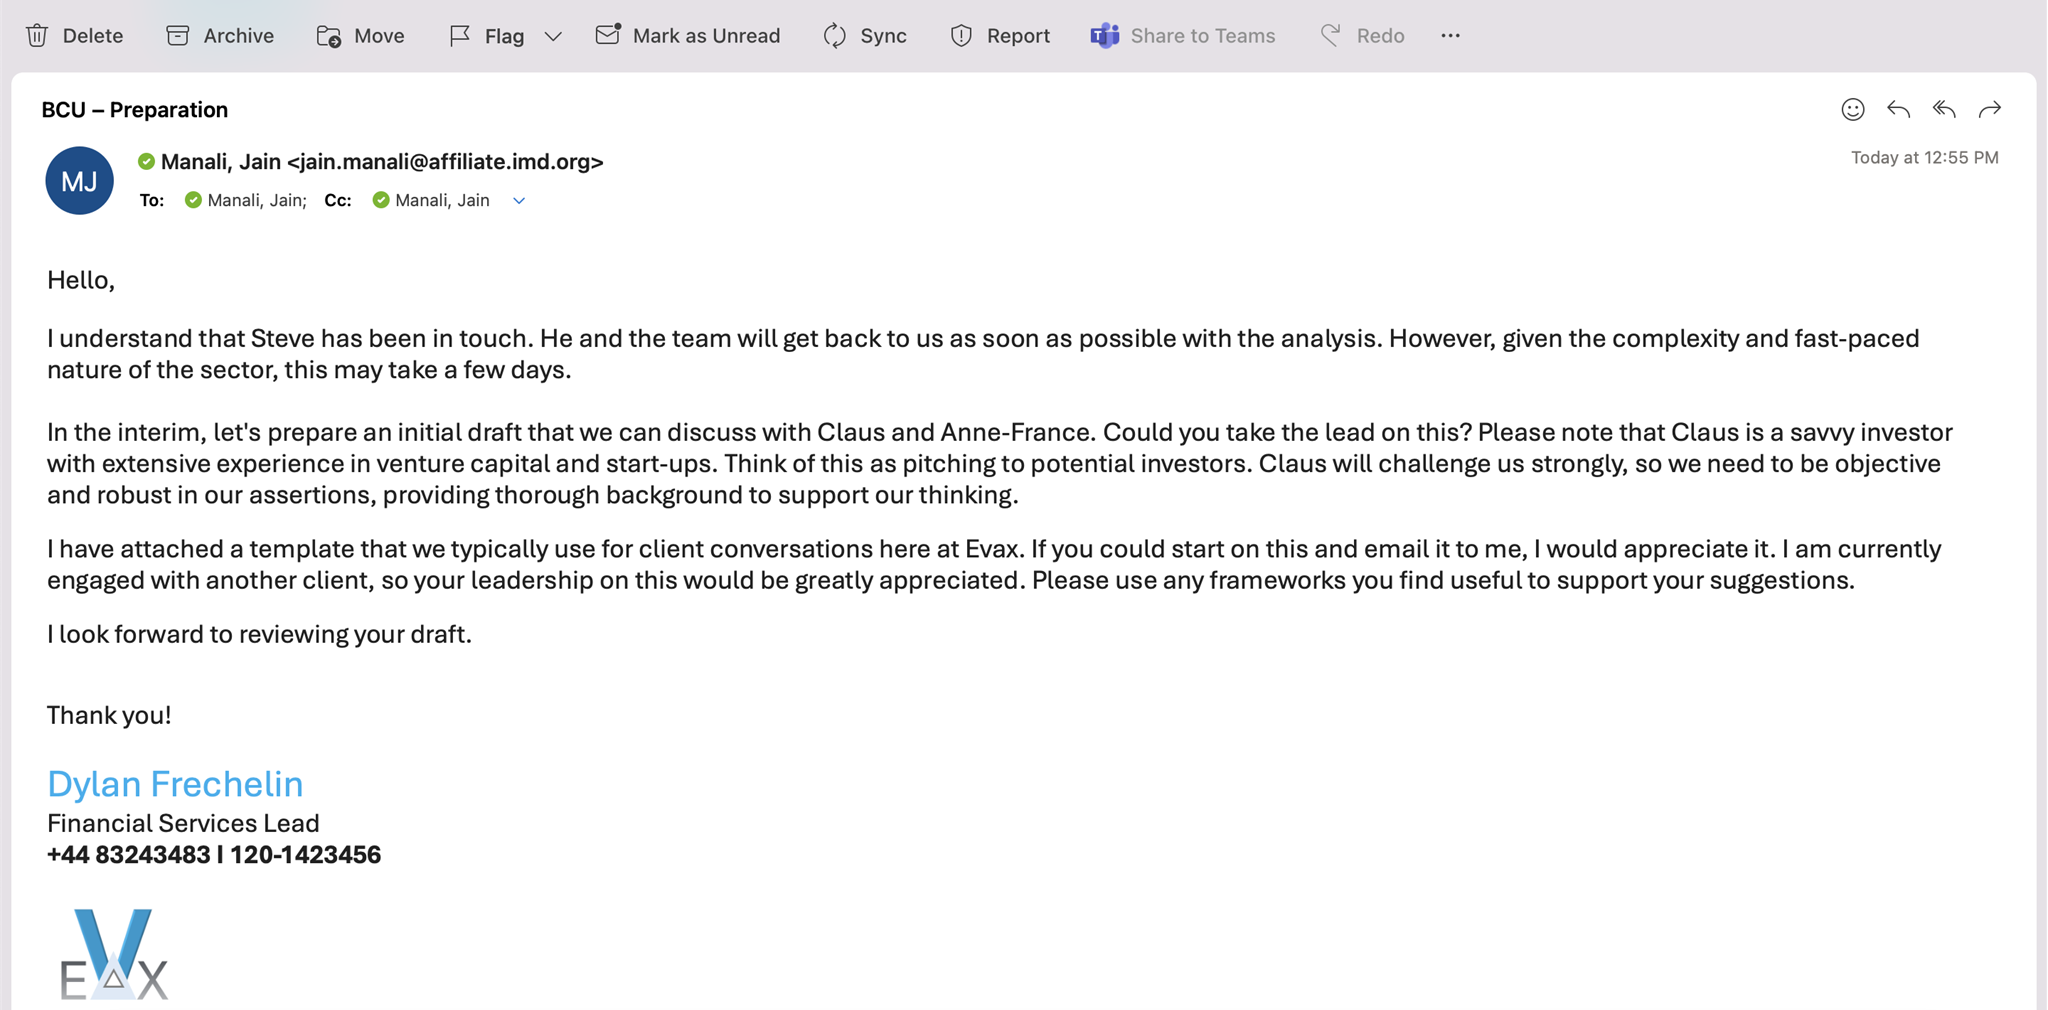 Delete Archive Move Flag Mark as Unread Sync Report Share to Teams Redo
BCU – Preparation
MJ
Manali, Jain <jain.manali@affiliate.imd.org>
Today at 12:55 PM
To: Manali, Jain; Cc: Manali, Jain
Hello,
I understand that Steve has been in touch. He and the team will get back to us as soon as possible with the analysis. However, given the complexity and fast-paced
nature of the sector, this may take a few days.
In the interim, let's prepare an initial draft that we can discuss with Claus and Anne-France. Could you take the lead on this? Please note that Claus is a savvy investor
with extensive experience in venture capital and start-ups. Think of this as pitching to potential investors. Claus will challenge us strongly, so we need to be objective
and robust in our assertions, providing thorough background to support our thinking.
I have attached a template that we typically use for client conversations here at Evax. If you could start on this and email it to me, I would appreciate it. I am currently
engaged with another client, so your leadership on this would be greatly appreciated. Please use any frameworks you find useful to support your suggestions.
I look forward to reviewing your draft.
Thank you!
Dylan Frechelin
Financial Services Lead
+44 83243483 I 120-1423456
EVAX